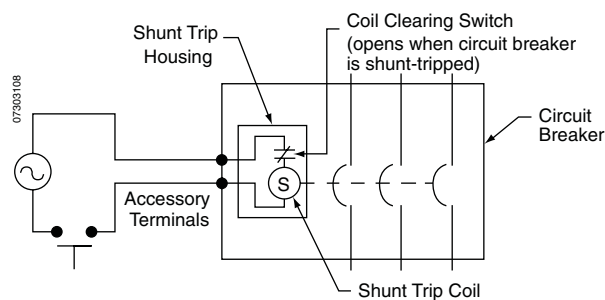 Shunt Trip
Housing
Coil Clearing Switch
(opens when circuit breaker
is shunt-tripped)
07303108
Circuit
Breaker
S
Accessory
Terminals
Shunt Trip Coil